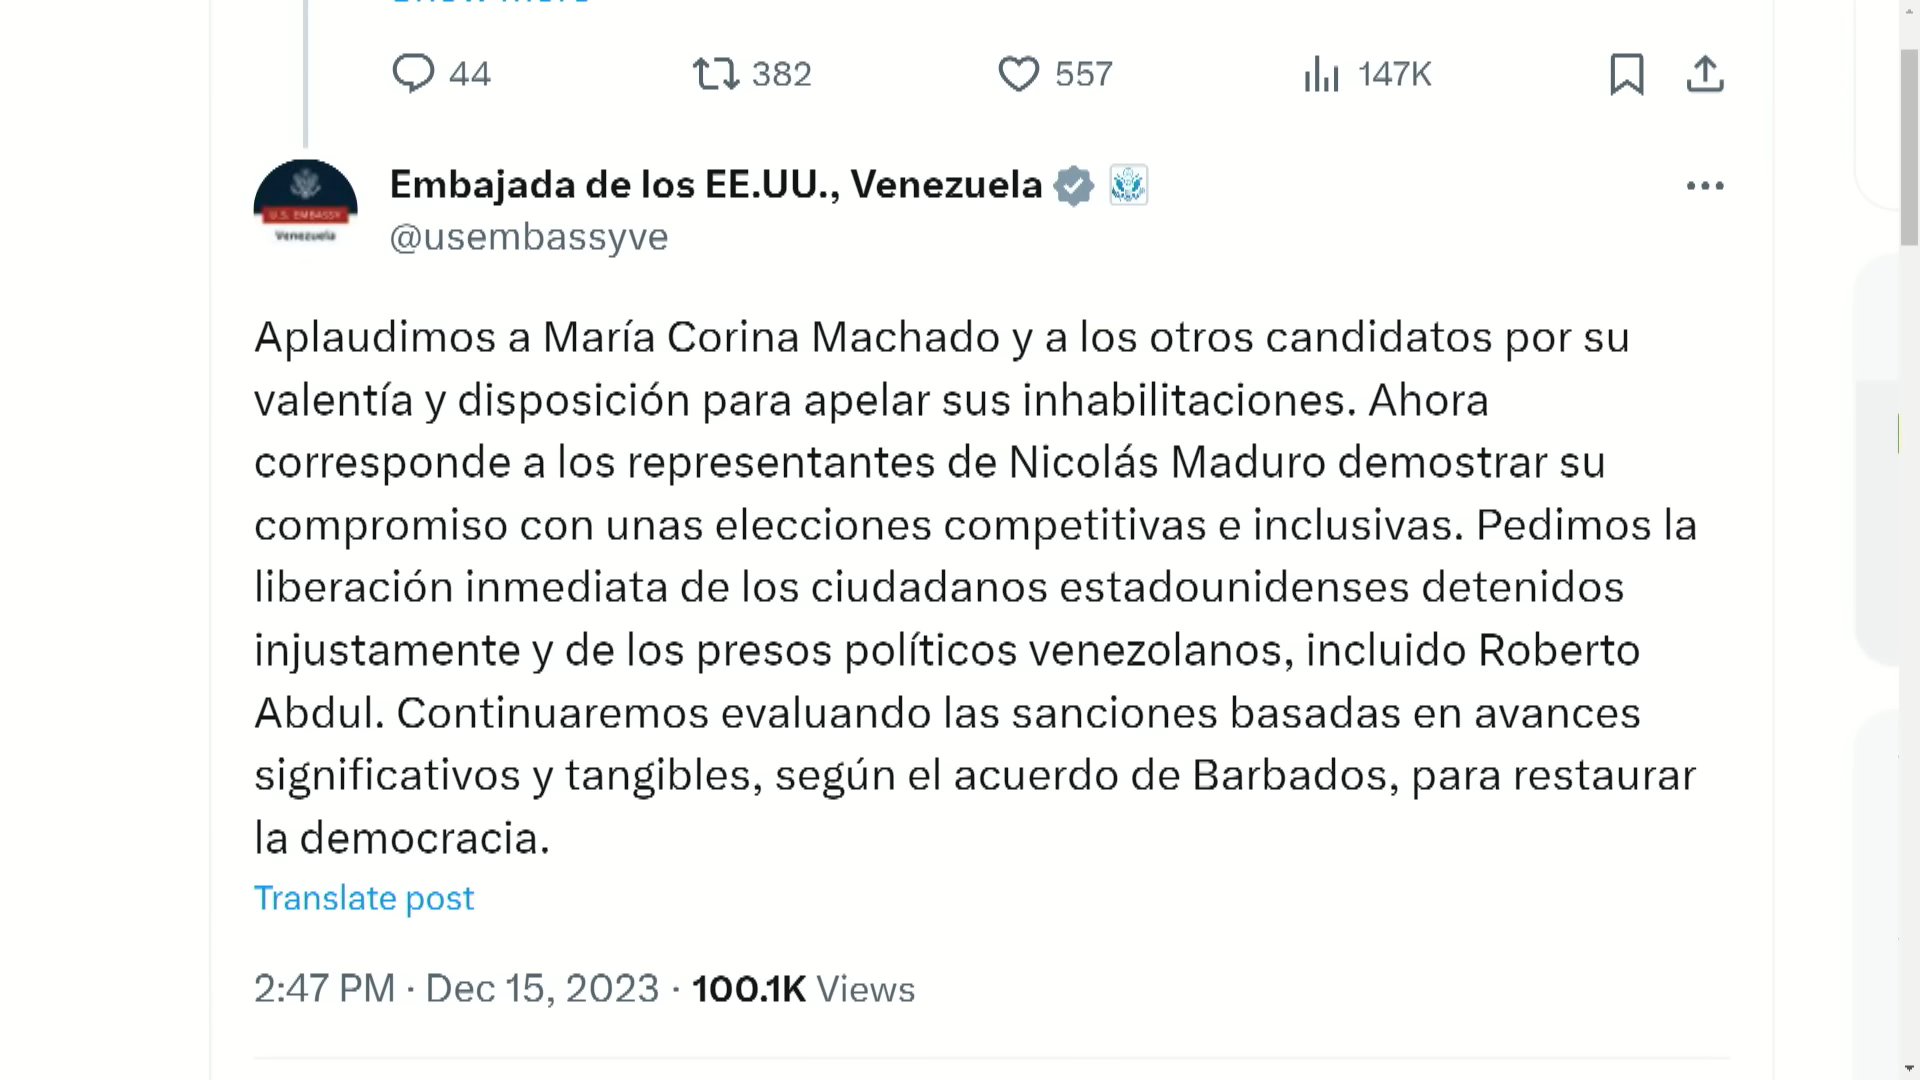 44 382 557 147K
Embajada de los EE.UU., Venezuela
@usembassyve
U.S. EMBASSY
Venezuela
Aplaudimos a María Corina Machado y a los otros candidatos por su
valentía y disposición para apelar sus inhabilitaciones. Ahora
corresponde a los representantes de Nicolás Maduro demostrar su
compromiso con unas elecciones competitivas e inclusivas. Pedimos la
liberación inmediata de los ciudadanos estadounidenses detenidos
injustamente y de los presos políticos venezolanos, incluido Roberto
Abdul. Continuaremos evaluando las sanciones basadas en avances
significativos y tangibles, según el acuerdo de Barbados, para restaurar
la democracia.
Translate post
2:47 PM · Dec 15, 2023 · 100.1K Views